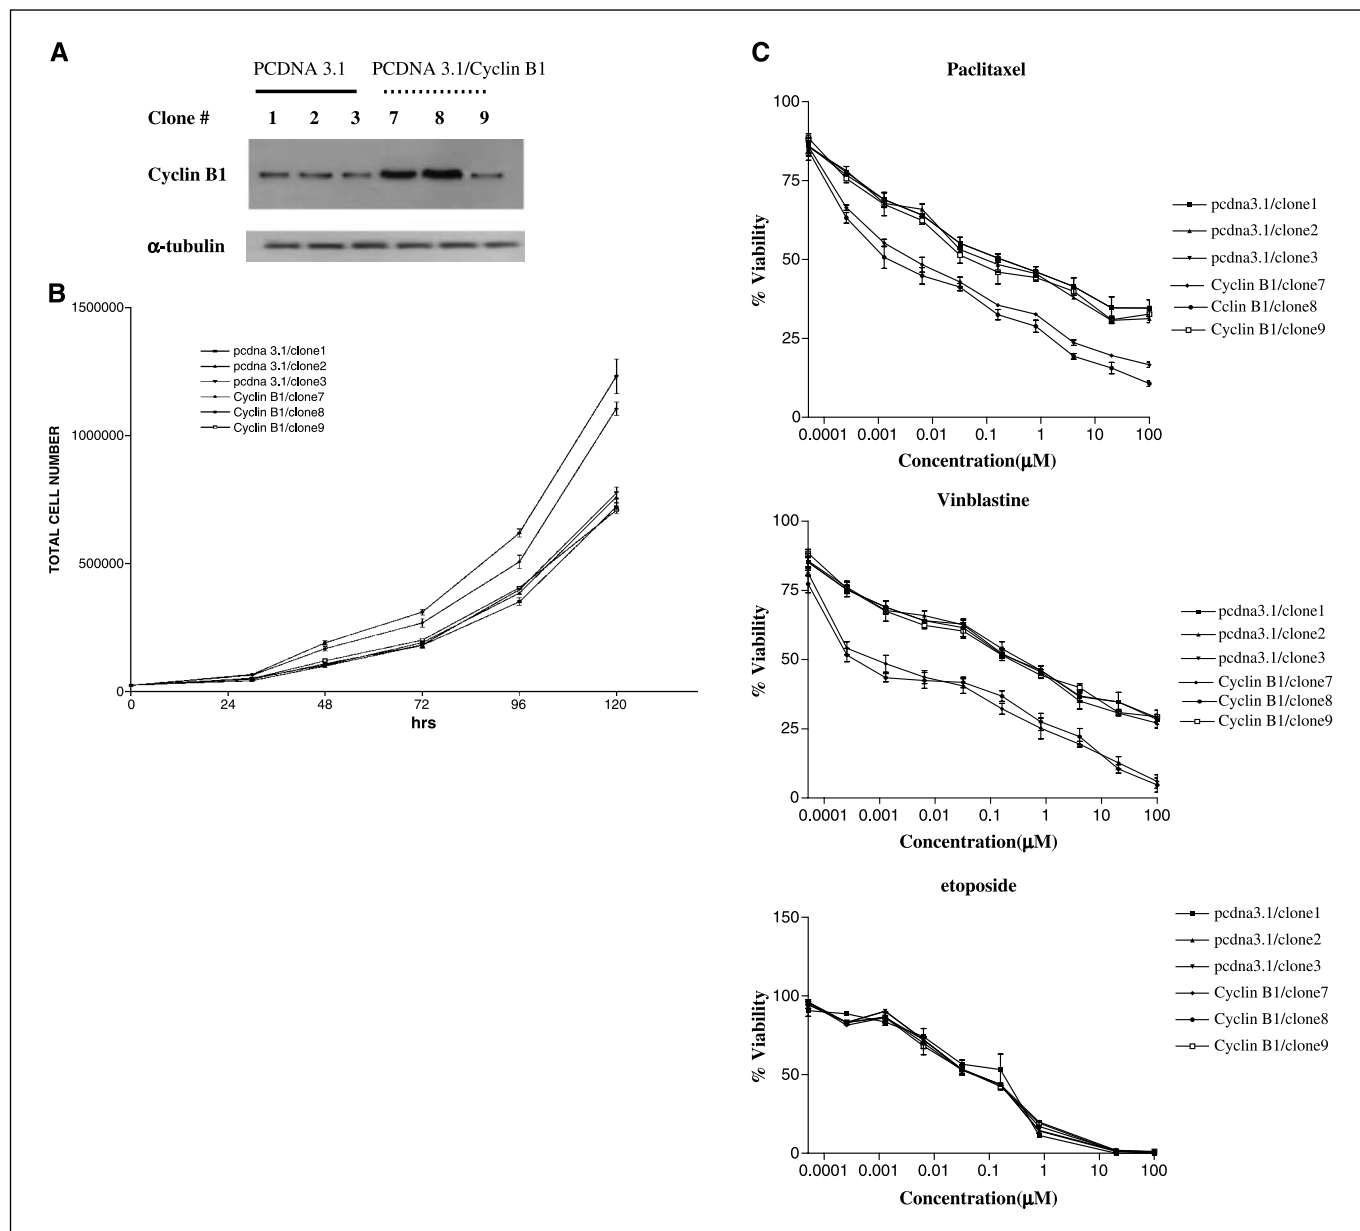 A
PCDNA 3.1 PCDNA 3.1/Cyclin B1
Clone # 1 2 3 7 8 9
Cyclin B1
α-tubulin
B
1500000
1000000
500000
0
TOTAL CELL NUMBER
pcdna 3.1/clone1
pcdna 3.1/clone2
pcdna 3.1/clone3
Cyclin B1/clone7
Cyclin B1/clone8
Cyclin B1/clone9
0 24 48 72 96 120
hrs
C
Paclitaxel
100
75
50
25
0
% Viability
0.0001 0.001 0.01 0.1 1 10 100
Concentration(μM)
pcdna3.1/clone1
pcdna3.1/clone2
pcdna3.1/clone3
Cyclin B1/clone7
Cclin B1/clone8
Cyclin B1/clone9
Vinblastine
100
75
50
25
0
% Viability
0.0001 0.001 0.01 0.1 1 10 100
Concentration(μM)
pcdna3.1/clone1
pcdna3.1/clone2
pcdna3.1/clone3
Cyclin B1/clone7
Cyclin B1/clone8
Cyclin B1/clone9
etoposide
150
100
50
0
% Viability
0.0001 0.001 0.01 0.1 1 10 100
Concentration(μM)
pcdna3.1/clone1
pcdna3.1/clone2
pcdna3.1/clone3
Cyclin B1/clone7
Cyclin B1/clone8
Cyclin B1/clone9